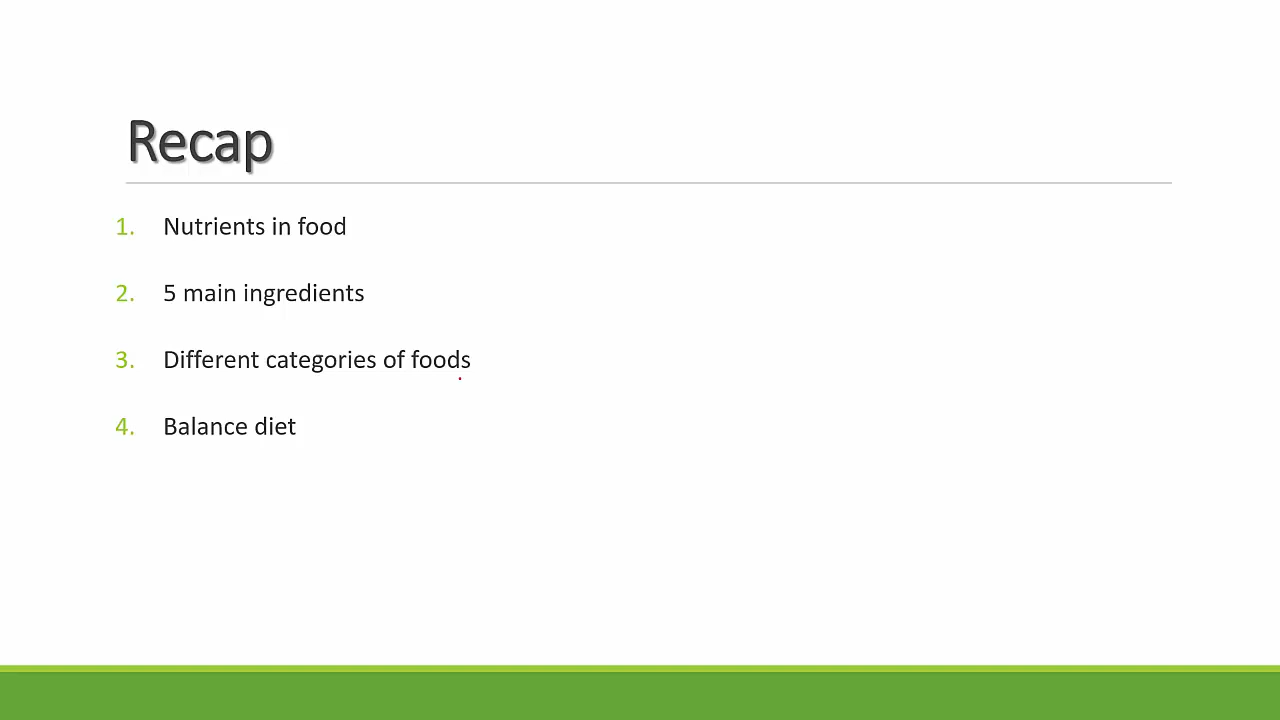 Recap
1. Nutrients in food
2. 5 main ingredients
3. Different categories of foods
4. Balance diet